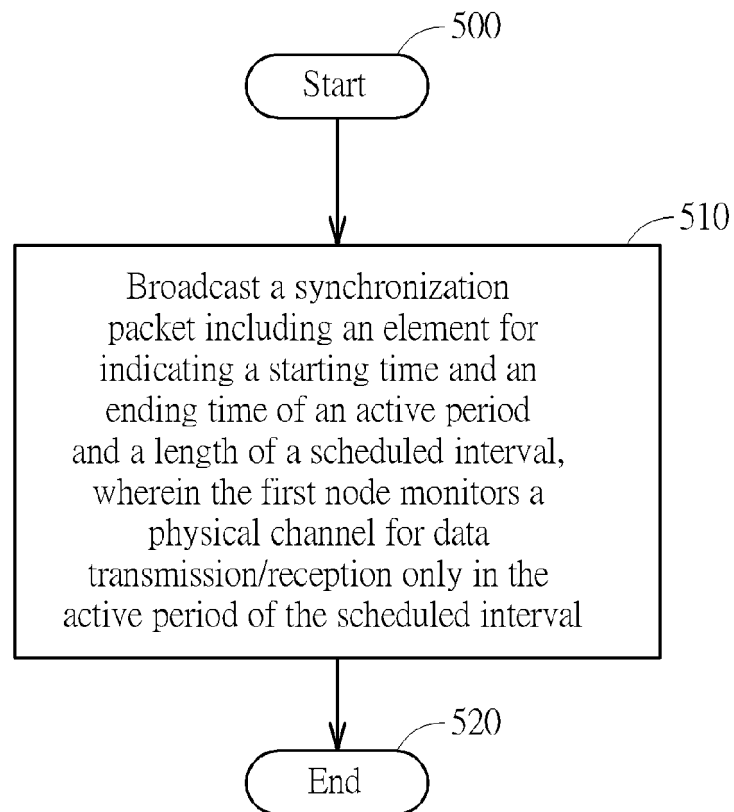 500
Start
510
Broadcast a synchronization
packet including an element for
indicating a starting time and an
ending time of an active period
and a length of a scheduled interval,
wherein the first node monitors a
physical channel for data
transmission/reception only in the
active period of the scheduled interval
520
End